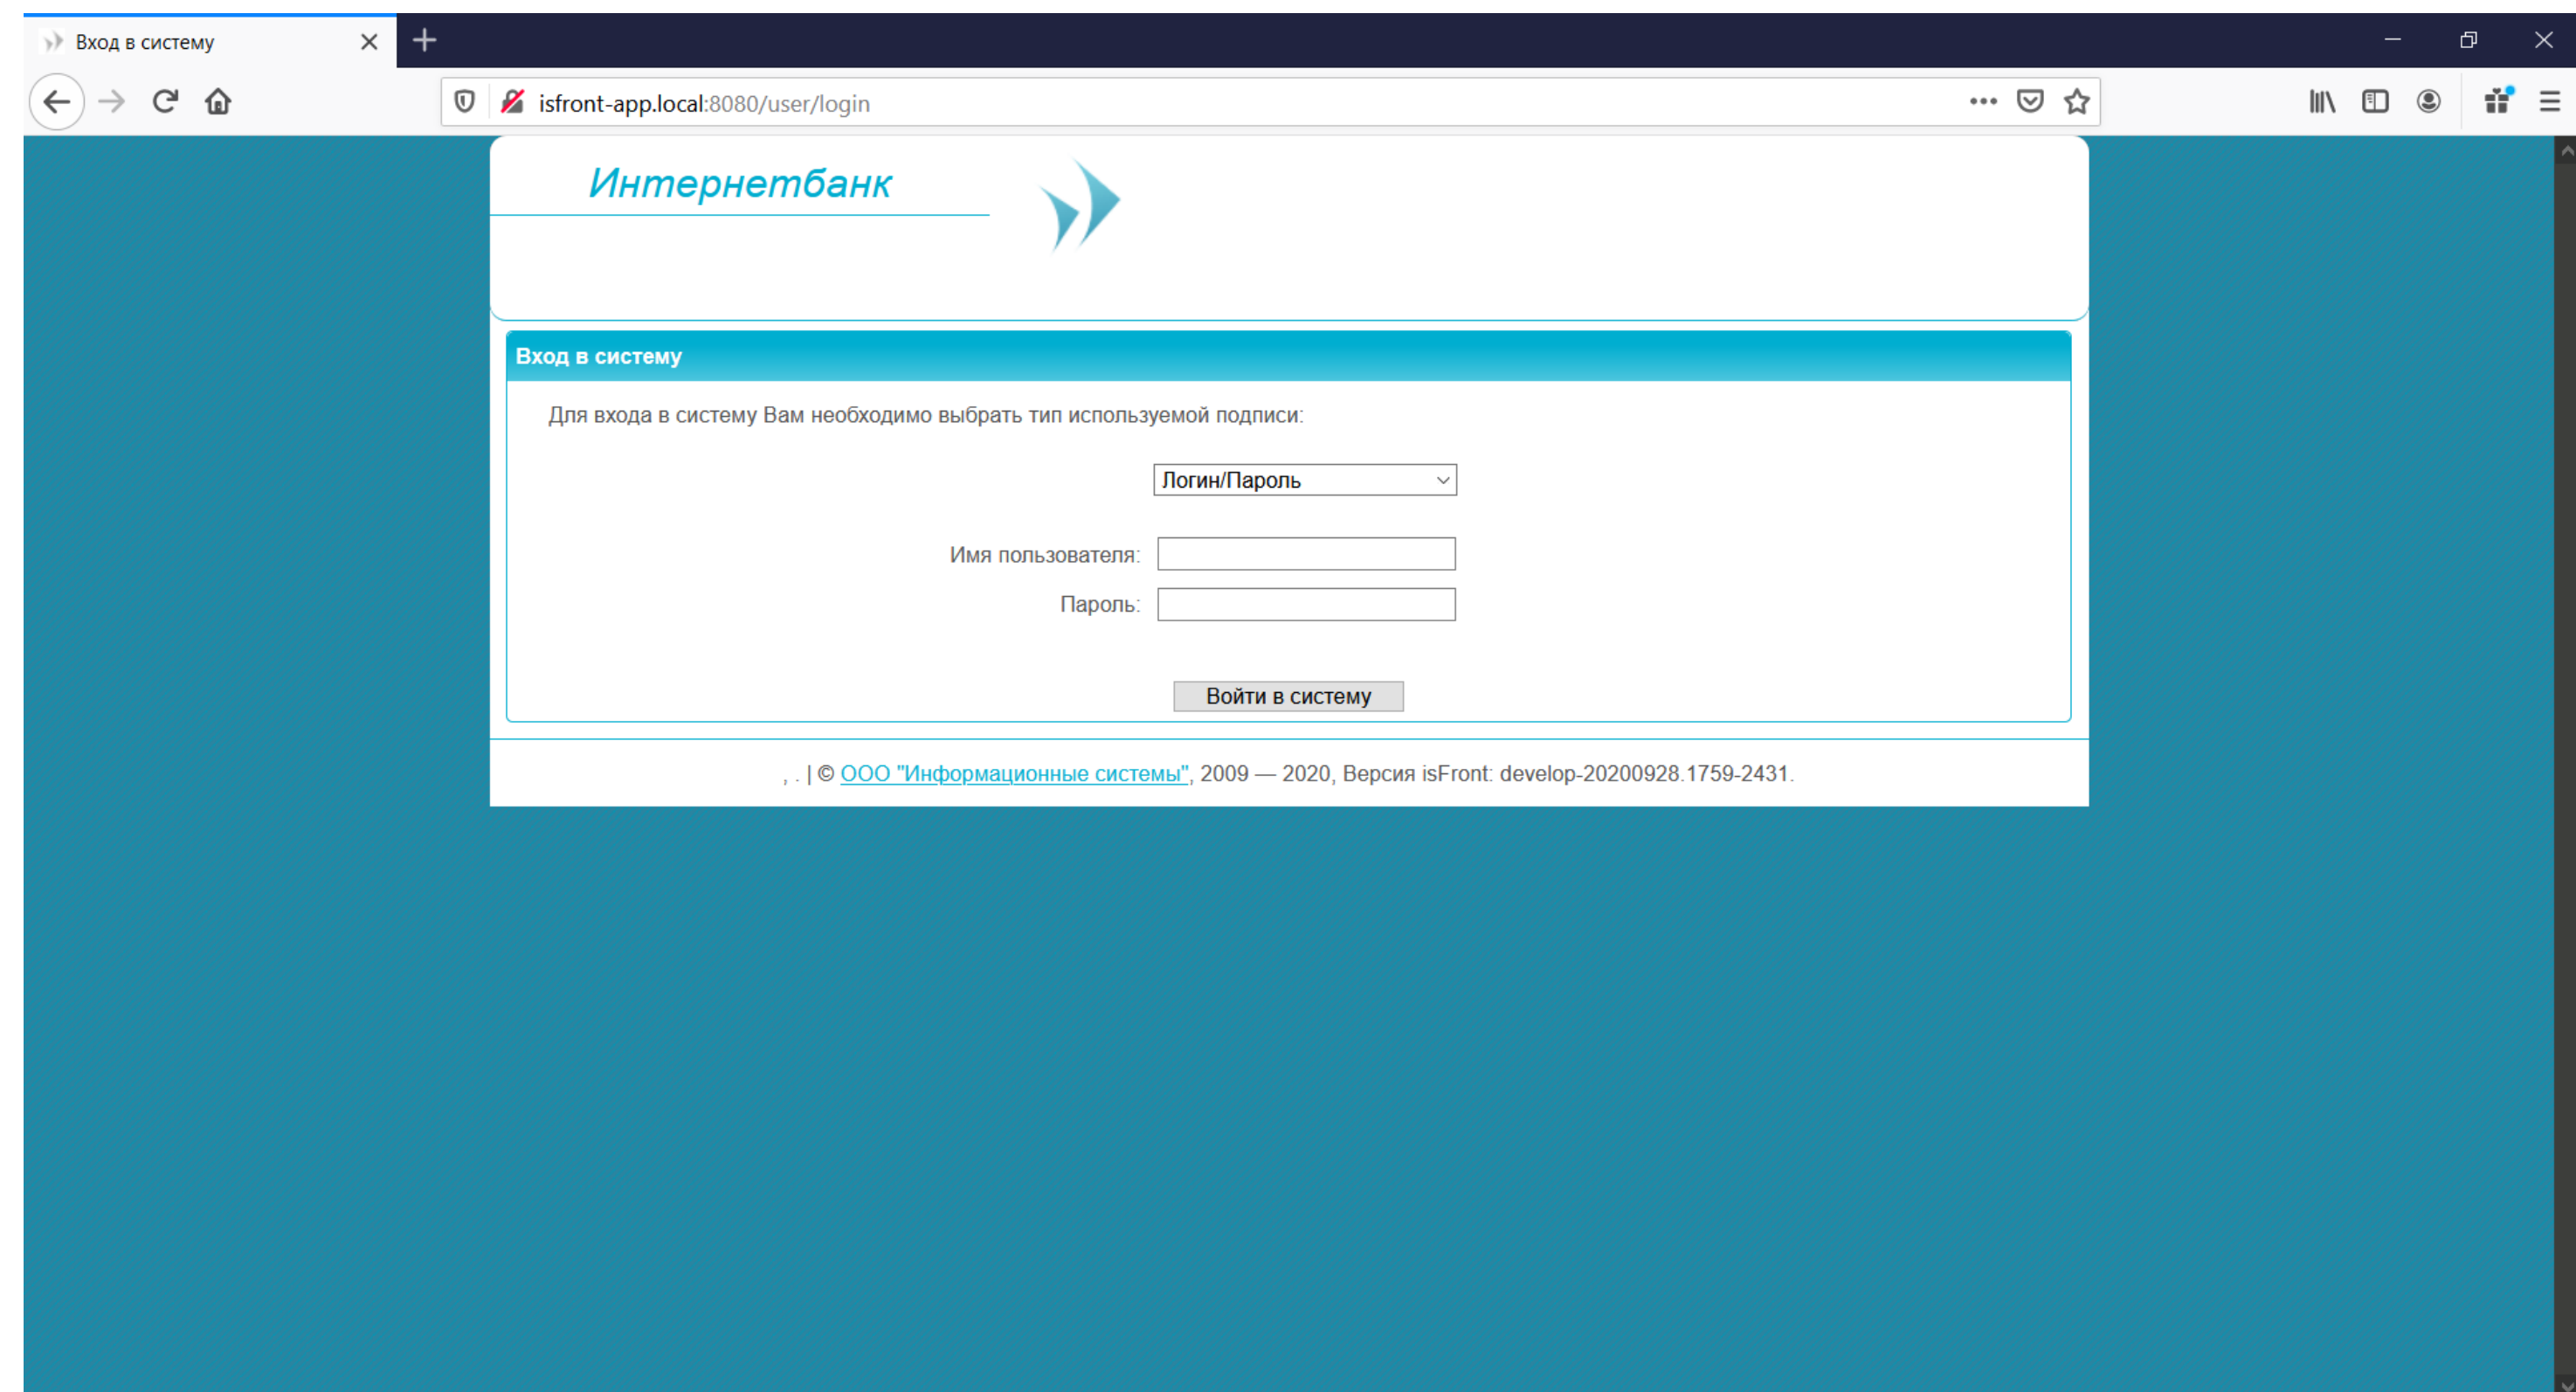 Вход в систему
isfront-app.local:8080/user/login
Интернетбанк
Вход в систему
Для входа в систему Вам необходимо выбрать тип используемой подписи:
Логин/Пароль
Имя пользователя:
Пароль:
Войти в систему
, . | © ООО "Информационные системы", 2009 — 2020, Версия isFront: develop-20200928.1759-2431.